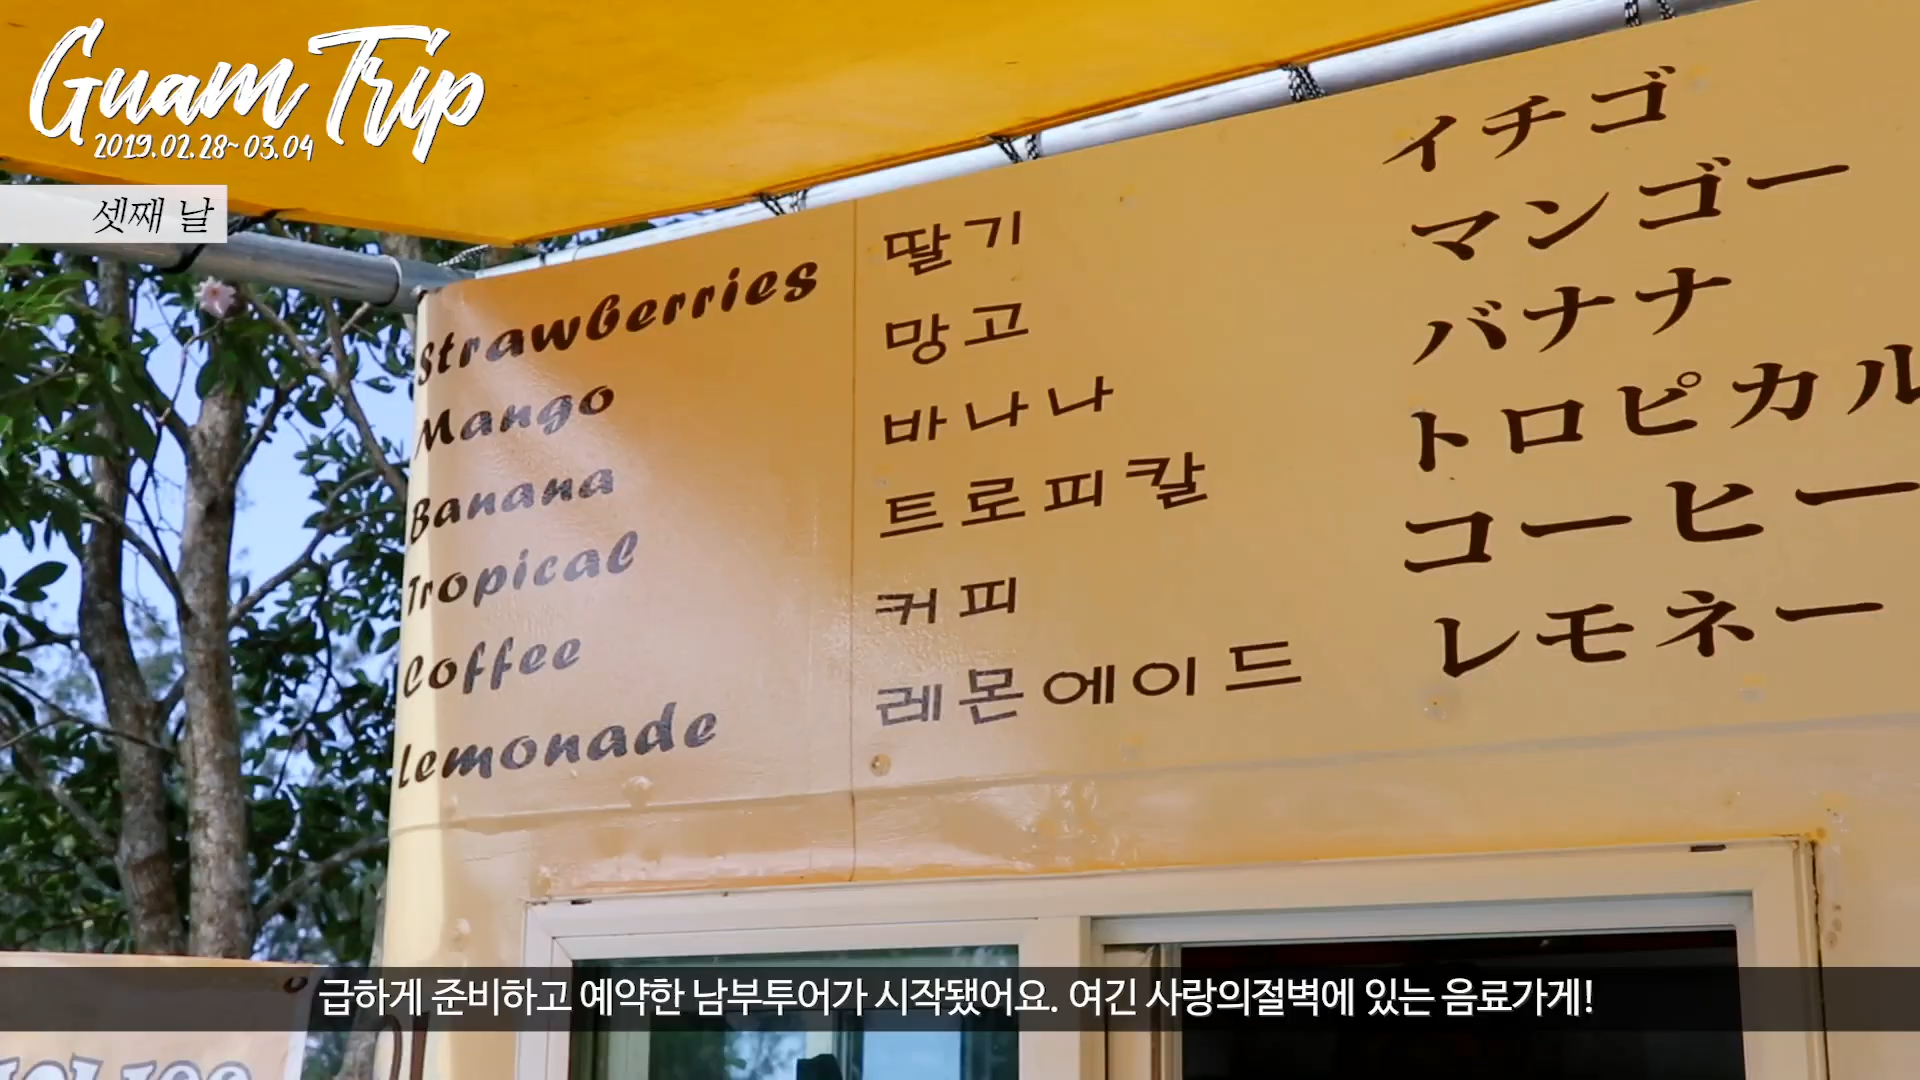 Guam Trip
2019.02.28~03.04
셋째 날
Strawberries 딸기 イチゴ
Mango 망고 マンゴー
Banana 바나나 バナナ
Tropical 트로피칼 トロピカル
Coffee 커피 コーヒー
Lemonade 레몬에이드 レモネー
급하게 준비하고 예약한 남부투어가 시작됐어요. 여긴 사랑의절벽에 있는 음료가게!